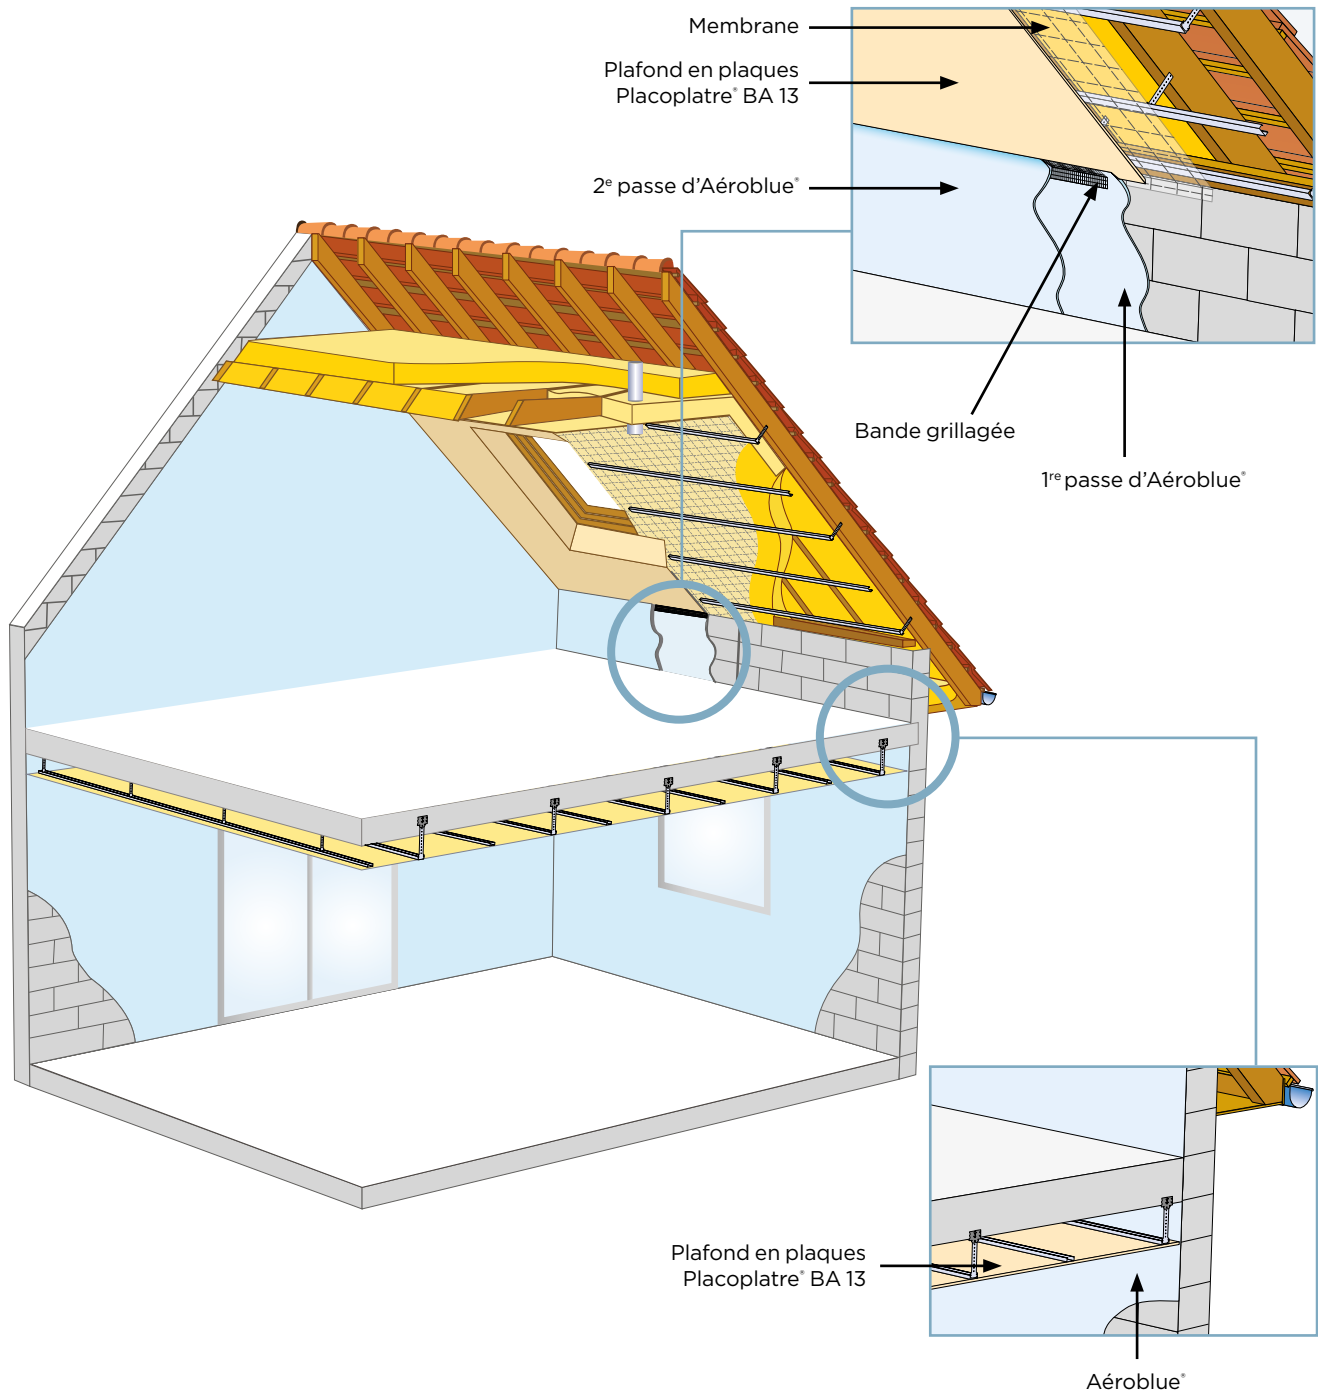 Membrane
Plafond en plaques
Placoplatre® BA 13
2e passe d’Aéroblue®
Bande grillagée
1re passe d’Aéroblue®
Plafond en plaques
Placoplatre® BA 13
Aéroblue®